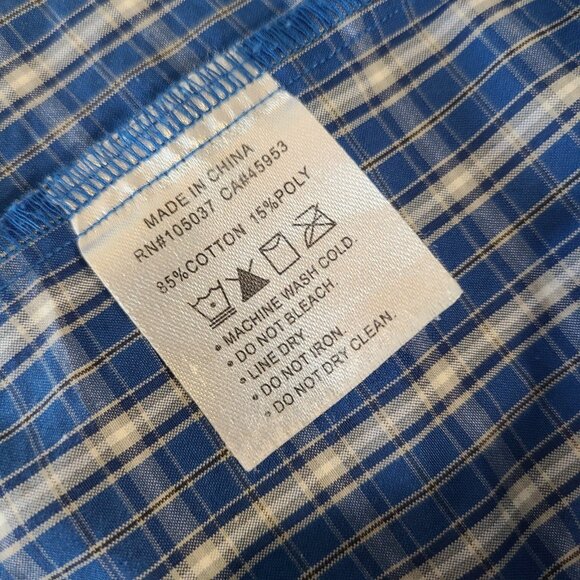 MADE IN CHINA
RN#105037 CA#45953
85%COTTON 15%POLY
• MACHINE WASH COLD.
• DO NOT BLEACH.
• LINE DRY.
• DO NOT IRON.
• DO NOT DRY CLEAN.